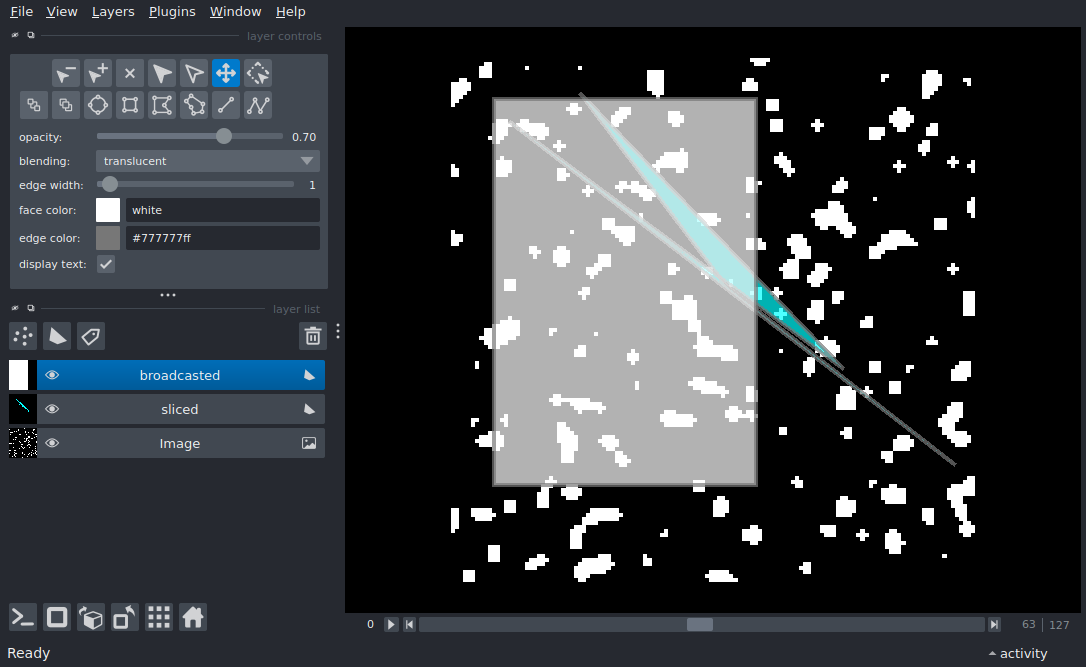 File View Layers Plugins Window Help
layer controls
opacity: 0.70
blending: translucent
edge width: 1
face color: white
edge color: #777777ff
display text:
layer list
broadcasted
sliced
Image
0 63 127
Ready activity